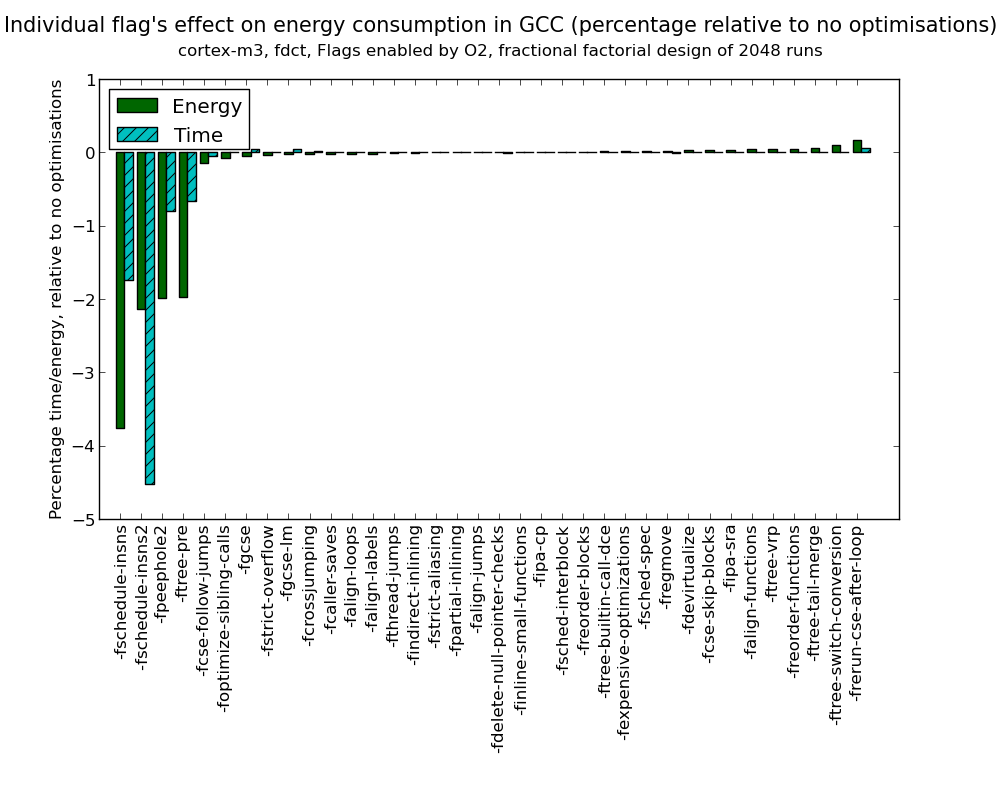 Individual flag's effect on energy consumption in GCC (percentage relative to no optimisations)
cortex-m3, fdct, Flags enabled by O2, fractional factorial design of 2048 runs
Percentage time/energy, relative to no optimisations
1
0
−1
−2
−3
−4
−5
Energy
Time
-fschedule-insns
-fschedule-insns2
-fpeephole2
-ftree-pre
-fcse-follow-jumps
-foptimize-sibling-calls
-fgcse
-fstrict-overflow
-fgcse-lm
-fcrossjumping
-fcaller-saves
-falign-loops
-falign-labels
-fthread-jumps
-findirect-inlining
-fstrict-aliasing
-fpartial-inlining
-falign-jumps
-fdelete-null-pointer-checks
-finline-small-functions
-fipa-cp
-fsched-interblock
-freorder-blocks
-ftree-builtin-call-dce
-fexpensive-optimizations
-fsched-spec
-fregmove
-fdevirtualize
-fcse-skip-blocks
-fipa-sra
-falign-functions
-ftree-vrp
-freorder-functions
-ftree-tail-merge
-ftree-switch-conversion
-frerun-cse-after-loop